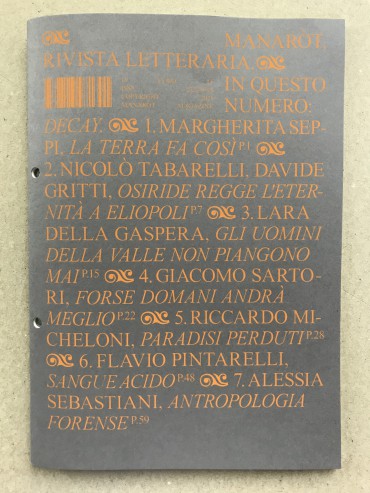 MANARÒT.
RIVISTA LETTERARIA.
IN QUESTO
NUMERO:
DECAY. 1. MARGHERITA SEP-
PI, LA TERRA FA COSÌ P.1
2. NICOLÒ TABARELLI, DAVIDE
GRITTI, OSIRIDE REGGE L'ETER-
NITÀ A ELIOPOLI P.7 3. LARA
DELLA GASPERA, GLI UOMINI
DELLA VALLE NON PIANGONO
MAI P.15 4. GIACOMO SARTO-
RI, FORSE DOMANI ANDRÀ
MEGLIO P.22 5. RICCARDO MI-
CHELONI, PARADISI PERDUTI P.28
6. FLAVIO PINTARELLI,
SANGUE ACIDO P.48 7. ALESSIA
SEBASTIANI, ANTROPOLOGIA
FORENSE P.59